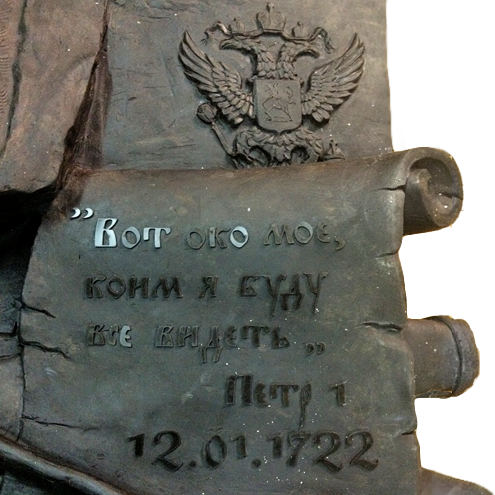 "Вот око мое,
коим я буду
все видеть„
Петр 1
12.01.1722